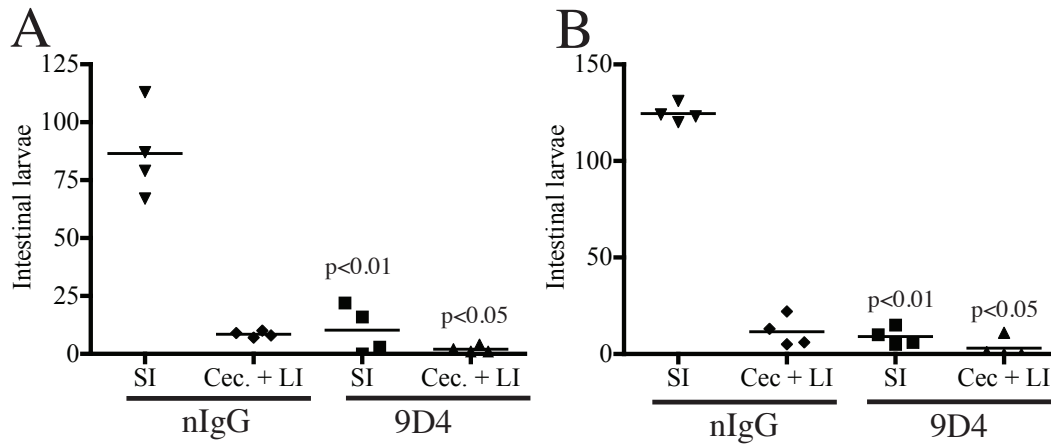 A
Intestinal larvae
125
100
75
50
25
0
p<0.01
p<0.05
SI
Cec. + LI
SI
Cec. + LI
nIgG
9D4
B
Intestinal larvae
150
100
50
0
p<0.01
p<0.05
SI
Cec + LI
SI
Cec + LI
nIgG
9D4